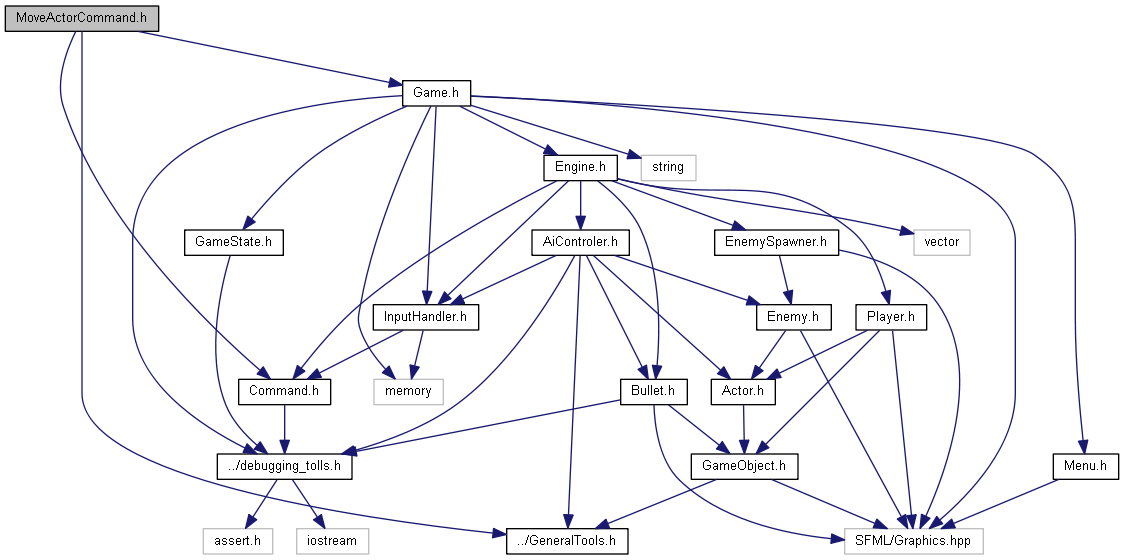 MoveActorCommand.h
Game.h
Engine.h
string
GameState.h
AiControler.h
EnemySpawner.h
vector
InputHandler.h
Enemy.h
Player.h
Command.h
memory
Bullet.h
Actor.h
../debugging_tolls.h
GameObject.h
Menu.h
assert.h
iostream
../GeneralTools.h
SFML/Graphics.hpp